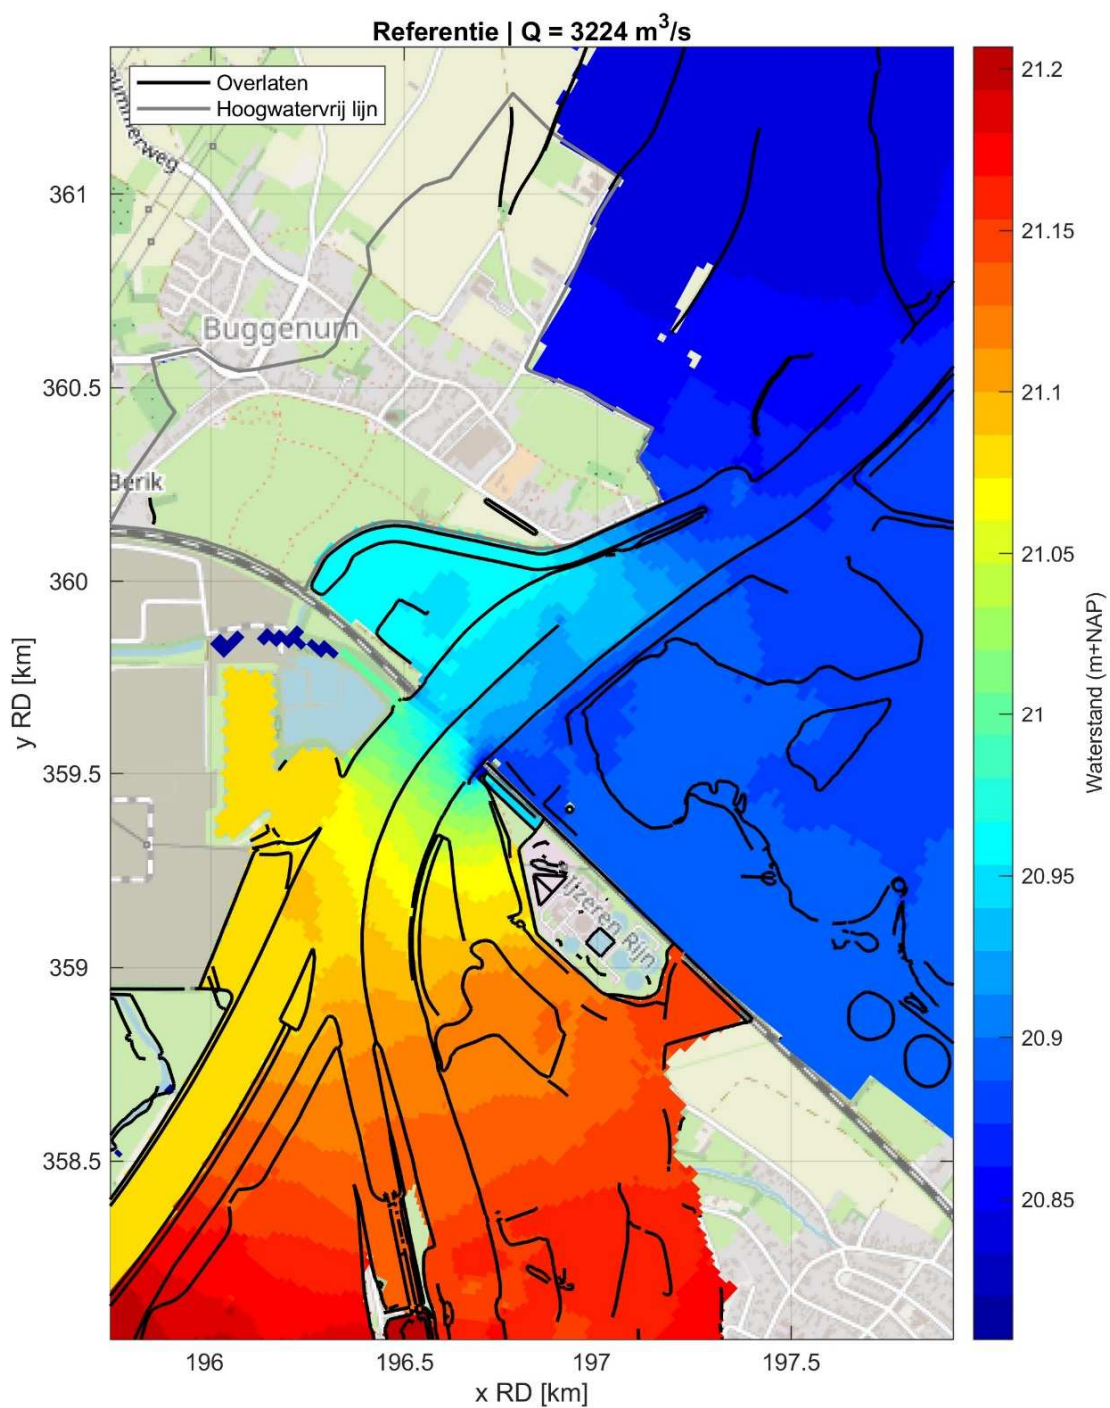 Referentie | Q = 3224 m³/s
Overlaten
Hoogwatervrij lijn
Buggenum
Berik
IJzeren Rijn
361
360.5
360
359.5
359
358.5
y RD [km]
196
196.5
197
197.5
x RD [km]
21.2
21.15
21.1
21.05
21
20.95
20.9
20.85
Waterstand (m+NAP)